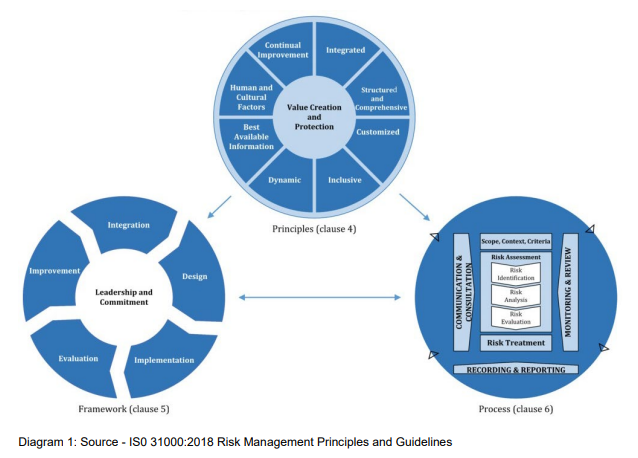 Continual
Improvement
Integrated
Structured
and
Comprehensive
Customized
Inclusive
Dynamic
Best
Available
Information
Human and
Cultural
Factors
Value Creation
and
Protection
Principles (clause 4)
Integration
Design
Implementation
Evaluation
Improvement
Leadership and
Commitment
Framework (clause 5)
Scope, Context, Criteria
Risk Assessment
Risk
Identification
Risk
Analysis
Risk
Evaluation
Risk Treatment
COMMUNICATION &
CONSULTATION
MONITORING & REVIEW
RECORDING & REPORTING
Process (clause 6)
Diagram 1: Source - IS0 31000:2018 Risk Management Principles and Guidelines